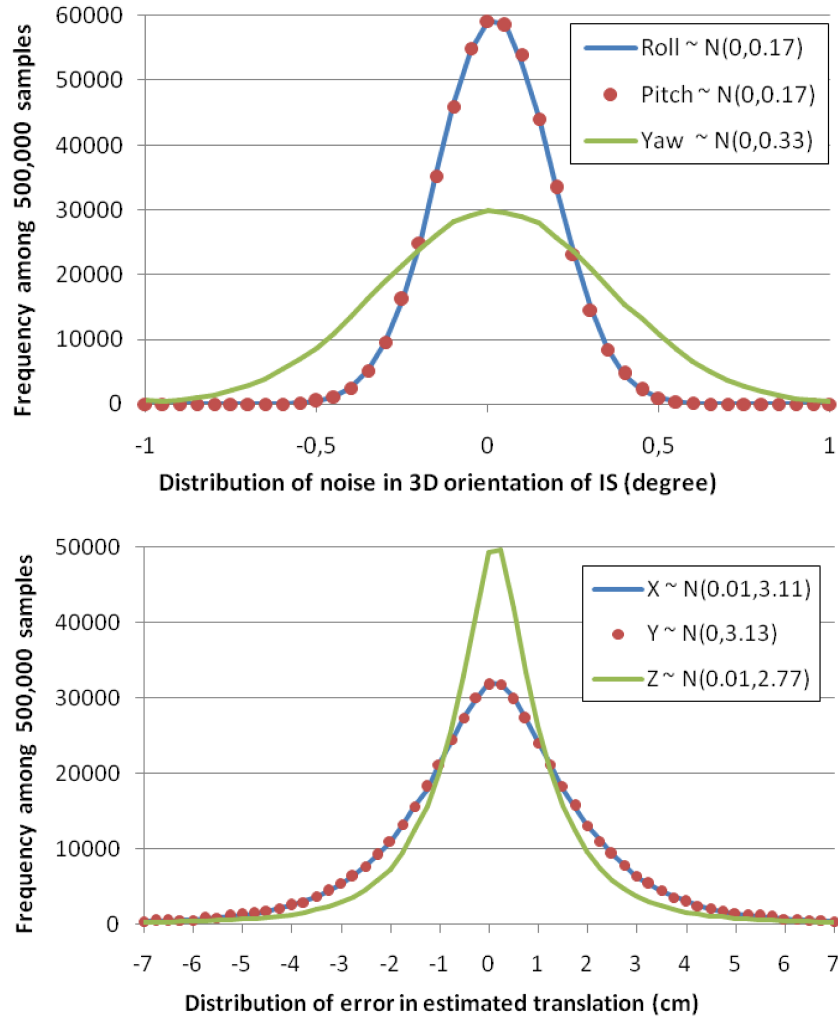 Frequency among 500,000 samples
60000
50000
40000
30000
20000
10000
0
Roll ~ N(0,0.17)
Pitch ~ N(0,0.17)
Yaw ~ N(0,0.33)
-1
-0,5
0
0,5
1
Distribution of noise in 3D orientation of IS (degree)
Frequency among 500,000 samples
50000
40000
30000
20000
10000
0
X ~ N(0.01,3.11)
Y ~ N(0,3.13)
Z ~ N(0.01,2.77)
-7 -6 -5 -4 -3 -2 -1 0 1 2 3 4 5 6 7
Distribution of error in estimated translation (cm)